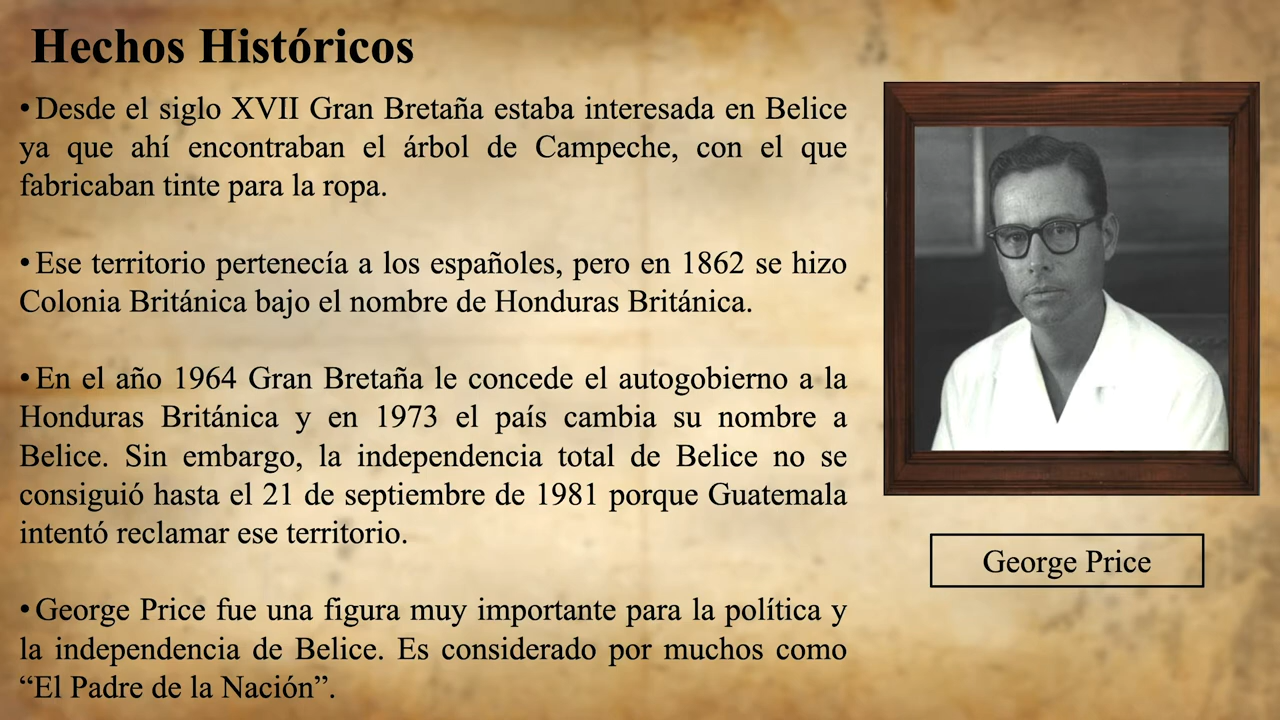 Hechos Históricos
• Desde el siglo XVII Gran Bretaña estaba interesada en Belice
ya que ahí encontraban el árbol de Campeche, con el que
fabricaban tinte para la ropa.
• Ese territorio pertenecía a los españoles, pero en 1862 se hizo
Colonia Británica bajo el nombre de Honduras Británica.
• En el año 1964 Gran Bretaña le concede el autogobierno a la
Honduras Británica y en 1973 el país cambia su nombre a
Belice. Sin embargo, la independencia total de Belice no se
consiguió hasta el 21 de septiembre de 1981 porque Guatemala
intentó reclamar ese territorio.
• George Price fue una figura muy importante para la política y
la independencia de Belice. Es considerado por muchos como
“El Padre de la Nación”.
George Price